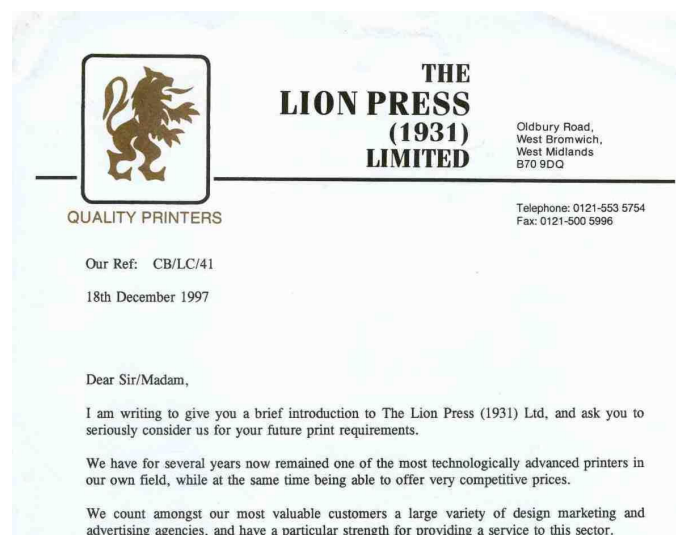 THE
LION PRESS
(1931)
LIMITED
Oldbury Road,
West Bromwich,
West Midlands
B70 9DQ
QUALITY PRINTERS
Telephone: 0121-553 5754
Fax: 0121-500 5996
Our Ref: CB/LC/41
18th December 1997
Dear Sir/Madam,
I am writing to give you a brief introduction to The Lion Press (1931) Ltd, and ask you to
seriously consider us for your future print requirements.
We have for several years now remained one of the most technologically advanced printers in
our own field, while at the same time being able to offer very competitive prices.
We count amongst our most valuable customers a large variety of design marketing and
advertising agencies, and have a particular strength for providing a service to this sector.